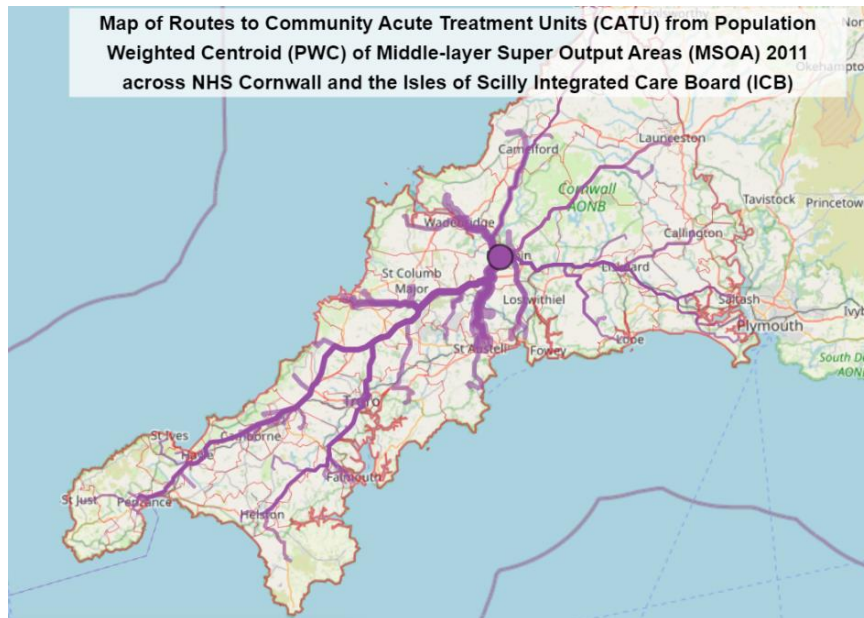 Map of Routes to Community Acute Treatment Units (CATU) from Population
Weighted Centroid (PWC) of Middle-layer Super Output Areas (MSOA) 2011
across NHS Cornwall and the Isles of Scilly Integrated Care Board (ICB)
Camelford
Launceston
Cornwall
AONB
Tavistock
Wadebridge
Callington
St Columb
Major
Liskeard
Lostwithiel
Saltash
Plymouth
St Austell
Fowey
Looe
Truro
St Ives
Camborne
Hayle
Falmouth
St Just
Penzance
Helston